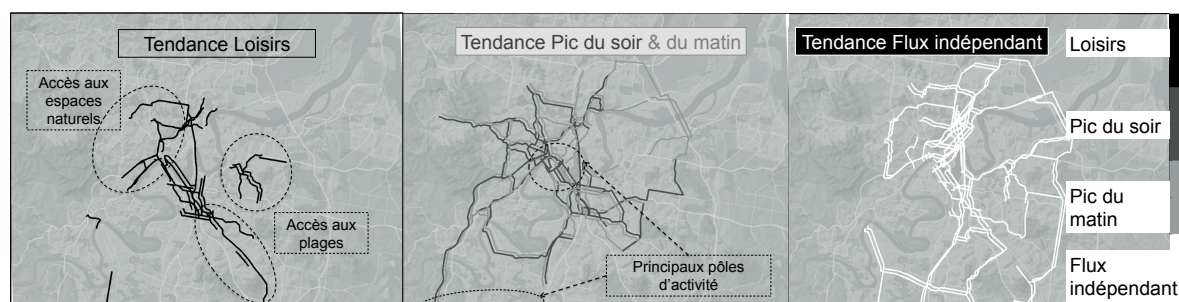 Tendance Loisirs
Accès aux
espaces
naturels
Accès aux
plages
Tendance Pic du soir & du matin
Principaux pôles
d'activité
Tendance Flux indépendant
Loisirs
Pic du soir
Pic du
matin
Flux
indépendant